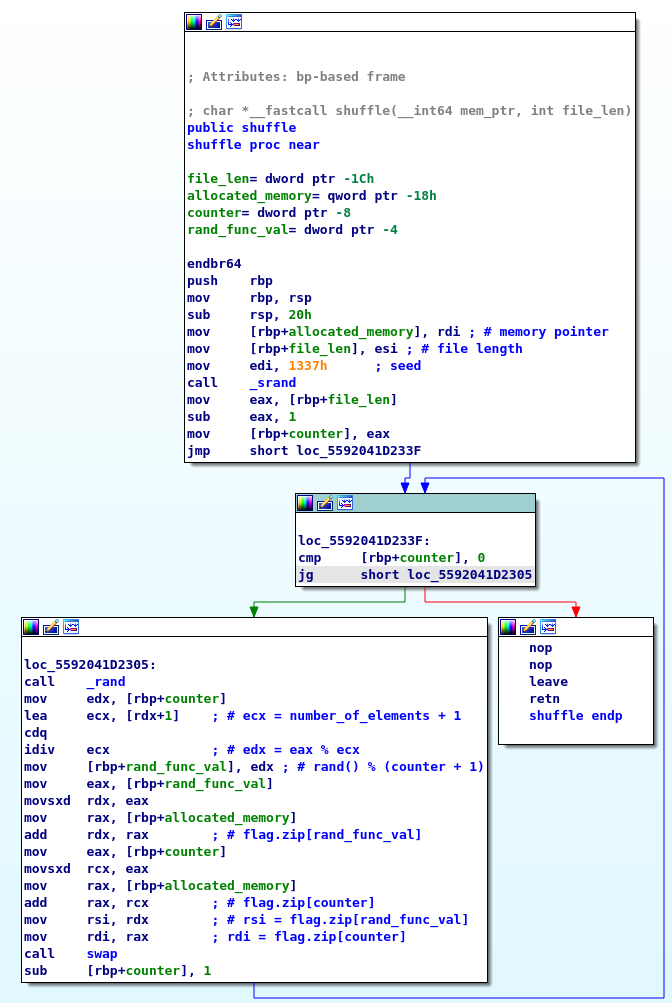 ; Attributes: bp-based frame
; char *__fastcall shuffle(__int64 mem_ptr, int file_len)
public shuffle
shuffle proc near
file_len= dword ptr -1Ch
allocated_memory= qword ptr -18h
counter= dword ptr -8
rand_func_val= dword ptr -4
endbr64
push    rbp
mov     rbp, rsp
sub     rsp, 20h
mov     [rbp+allocated_memory], rdi ; # memory pointer
mov     [rbp+file_len], esi ; # file length
mov     edi, 1337h      ; seed
call    _srand
mov     eax, [rbp+file_len]
sub     eax, 1
mov     [rbp+counter], eax
jmp     short loc_5592041D233F
loc_5592041D233F:
cmp     [rbp+counter], 0
jg      short loc_5592041D2305
loc_5592041D2305:
call    _rand
mov     edx, [rbp+counter]
lea     ecx, [rdx+1]    ; # ecx = number_of_elements + 1
cdq
idiv    ecx             ; # edx = eax % ecx
mov     [rbp+rand_func_val], edx ; # rand() % (counter + 1)
mov     eax, [rbp+rand_func_val]
movsxd  rdx, eax
mov     rax, [rbp+allocated_memory]
add     rdx, rax        ; # flag.zip[rand_func_val]
mov     eax, [rbp+counter]
movsxd  rcx, eax
mov     rax, [rbp+allocated_memory]
add     rax, rcx        ; # flag.zip[counter]
mov     rsi, rdx        ; # rsi = flag.zip[rand_func_val]
mov     rdi, rax        ; rdi = flag.zip[counter]
call    swap
sub     [rbp+counter], 1
nop
nop
leave
retn
shuffle endp